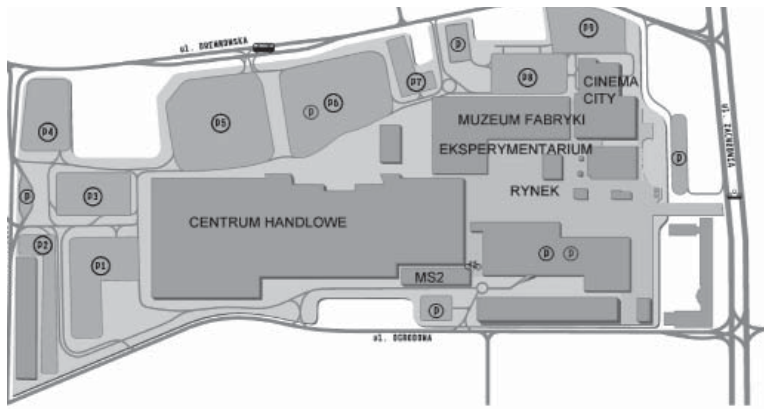 ul. DREWNOWSKA
P9
P
P8
P7
CINEMA
CITY
P6
P
P5
P4
MUZEUM FABRYKI
EKSPERYMENTARIUM
ul. ZACHODNIA
P
P3
P
RYNEK
CENTRUM HANDLOWE
P2
P1
P
P
MS2
P
ul. OGRODOWA